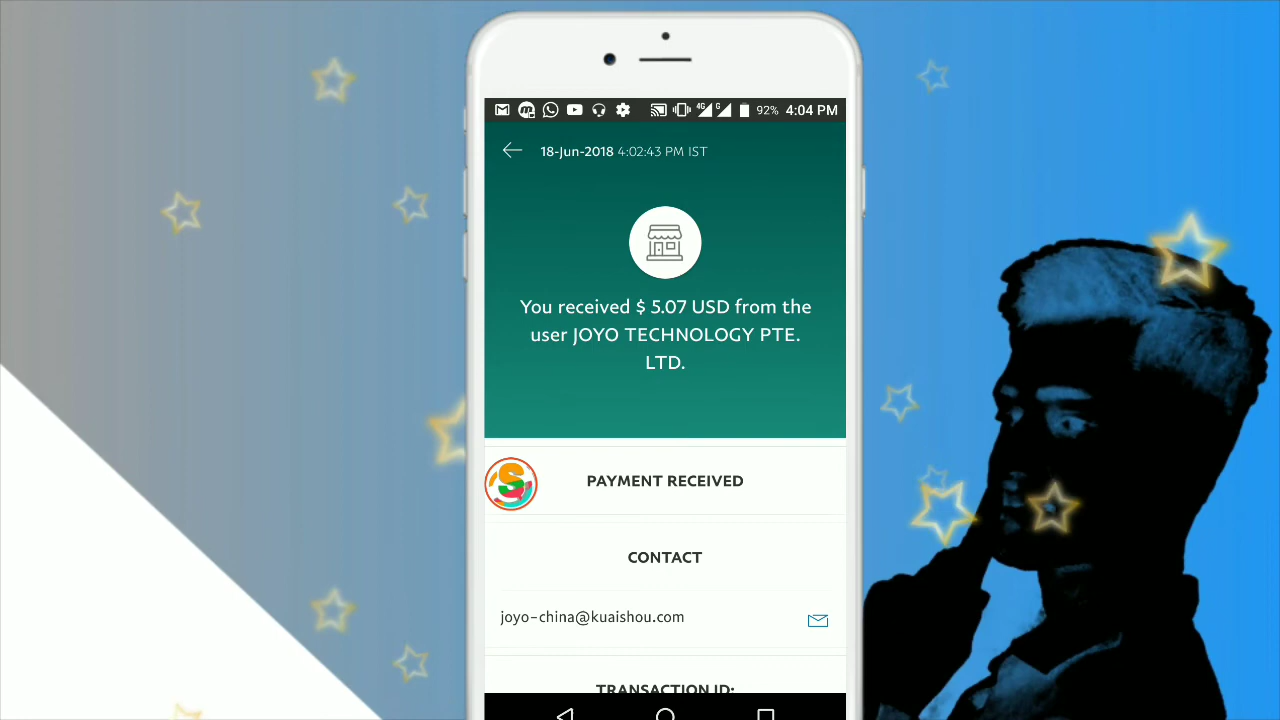 4G G 92% 4:04 PM
18-Jun-2018 4:02:43 PM IST
You received $ 5.07 USD from the
user JOYO TECHNOLOGY PTE.
LTD.
S
PAYMENT RECEIVED
CONTACT
joyo-china@kuaishou.com
TRANSACTION ID: